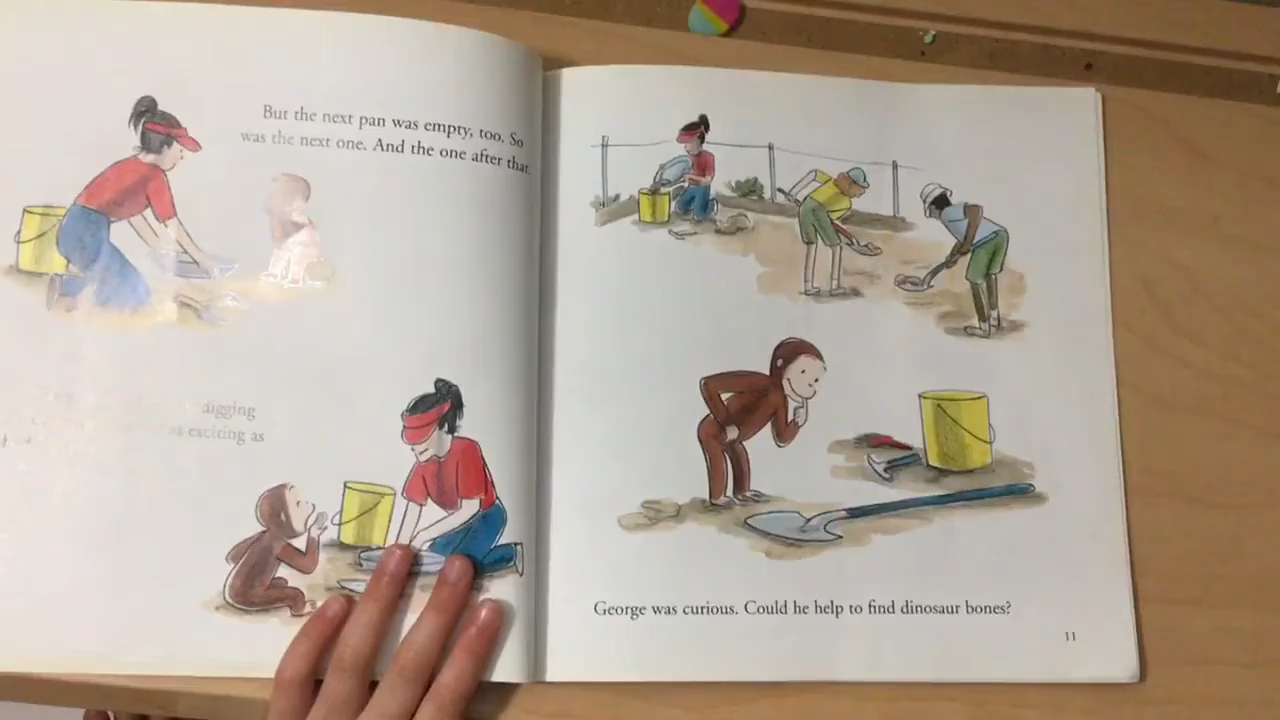 But the next pan was empty, too. So
was the next one. And the one after that.
digging
as exciting as
George was curious. Could he help to find dinosaur bones?
11